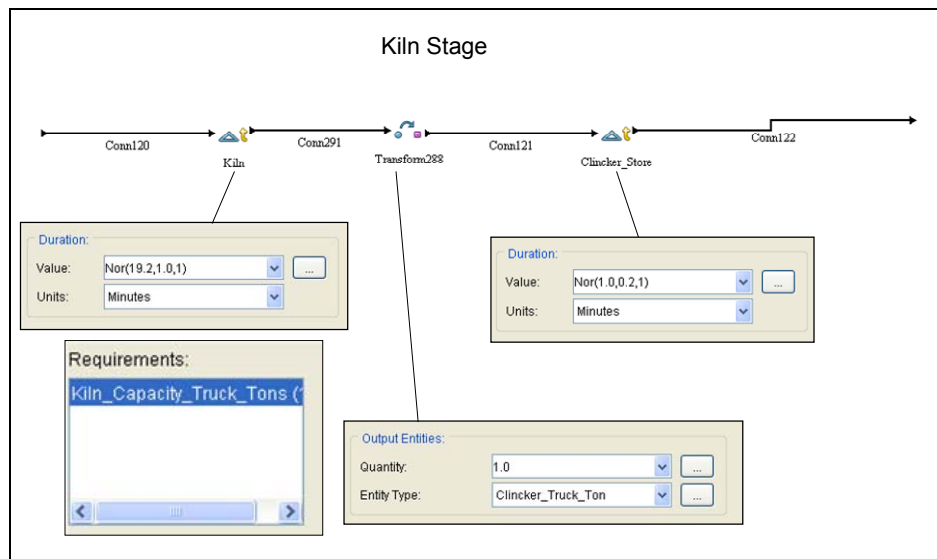 Kiln Stage
Conn120
Kiln
Conn291
Transform288
Conn121
Clincker_Store
Conn122
Duration:
Value: Nor(19.2,1.0,1) ...
Units: Minutes
Duration:
Value: Nor(1.0,0.2,1) ...
Units: Minutes
Requirements:
Kiln_Capacity_Truck_Tons (
Output Entities:
Quantity: 1.0 ...
Entity Type: Clincker_Truck_Ton ...